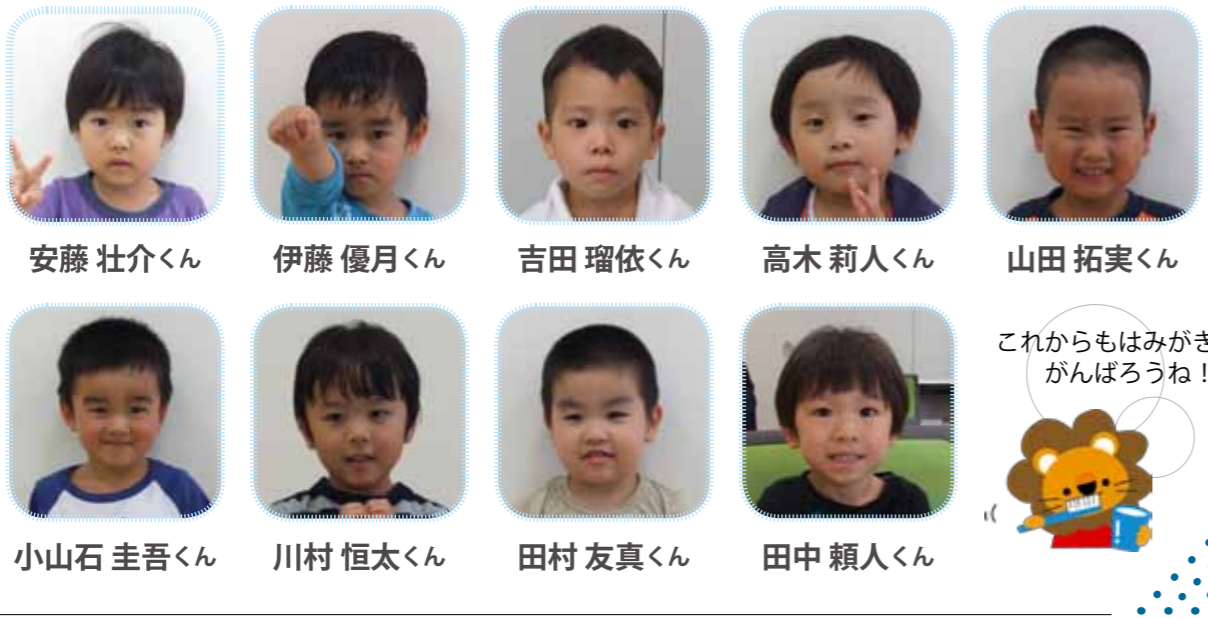 安藤 壮介くん
伊藤 優月くん
吉田 瑠依くん
高木 莉人くん
山田 拓実くん
小山石 圭吾くん
川村 恒太くん
田村 友真くん
田中 頼人くん
これからもはみがき
がんばろうね！